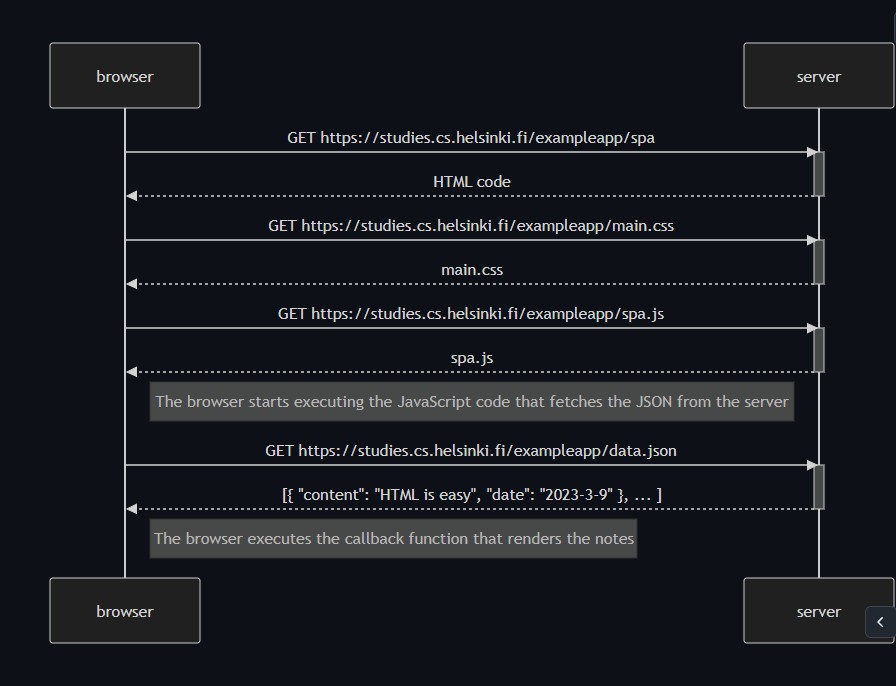 browser
server
GET https://studies.cs.helsinki.fi/exampleapp/spa
HTML code
GET https://studies.cs.helsinki.fi/exampleapp/main.css
main.css
GET https://studies.cs.helsinki.fi/exampleapp/spa.js
spa.js
The browser starts executing the JavaScript code that fetches the JSON from the server
GET https://studies.cs.helsinki.fi/exampleapp/data.json
[{ "content": "HTML is easy", "date": "2023-3-9" }, ... ]
The browser executes the callback function that renders the notes
browser
server